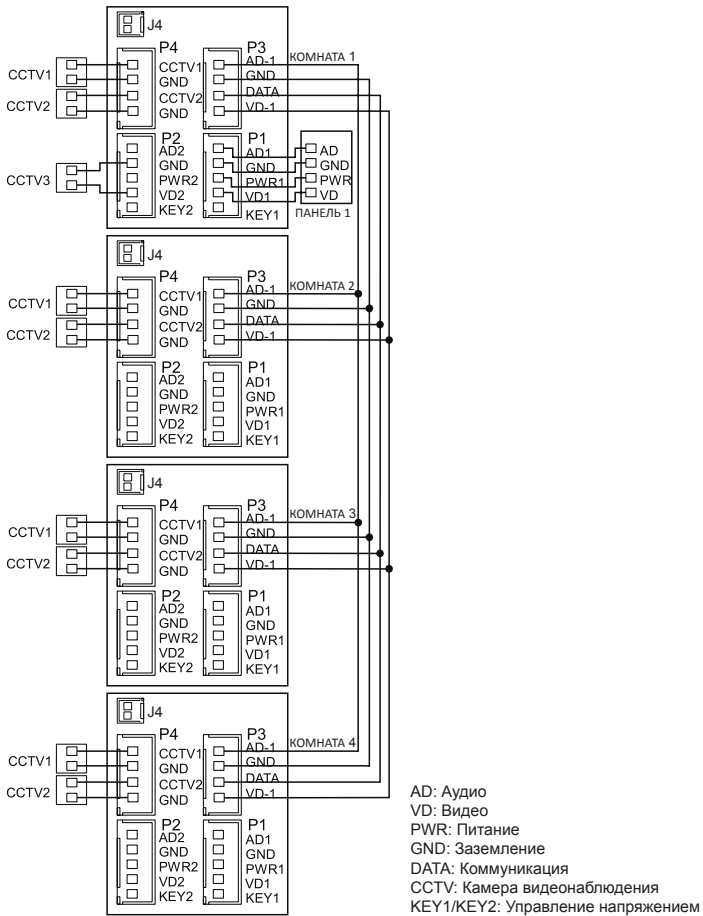 J4
P4
P3
CCTV1
CCTV1
GND
CCTV2
GND
CCTV2
AD-1
GND
DATA
VD-1
КОМНАТА 1
P2
P1
CCTV3
AD2
GND
PWR2
VD2
KEY2
AD1
GND
PWR1
VD1
KEY1
AD
GND
PWR
VD
ПАНЕЛЬ 1
J4
P4
P3
CCTV1
CCTV1
GND
CCTV2
GND
CCTV2
AD-1
GND
DATA
VD-1
КОМНАТА 2
P2
P1
AD2
GND
PWR2
VD2
KEY2
AD1
GND
PWR1
VD1
KEY1
J4
P4
P3
CCTV1
CCTV1
GND
CCTV2
GND
CCTV2
AD-1
GND
DATA
VD-1
КОМНАТА 3
P2
P1
AD2
GND
PWR2
VD2
KEY2
AD1
GND
PWR1
VD1
KEY1
J4
P4
P3
CCTV1
CCTV1
GND
CCTV2
GND
CCTV2
AD-1
GND
DATA
VD-1
КОМНАТА 4
P2
P1
AD2
GND
PWR2
VD2
KEY2
AD1
GND
PWR1
VD1
KEY1
AD: Аудио
VD: Видео
PWR: Питание
GND: Заземление
DATA: Коммуникация
CCTV: Камера видеонаблюдения
KEY1/KEY2: Управление напряжением